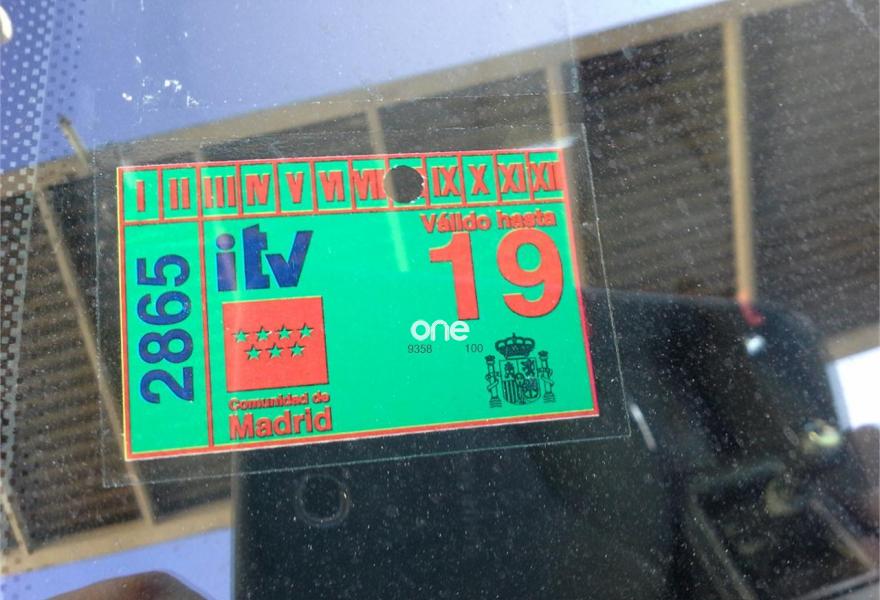 I II III IV V VI VII IX X XI XII
Válido hasta
19
itv
2865
one
9358 100
Comunidad de
Madrid